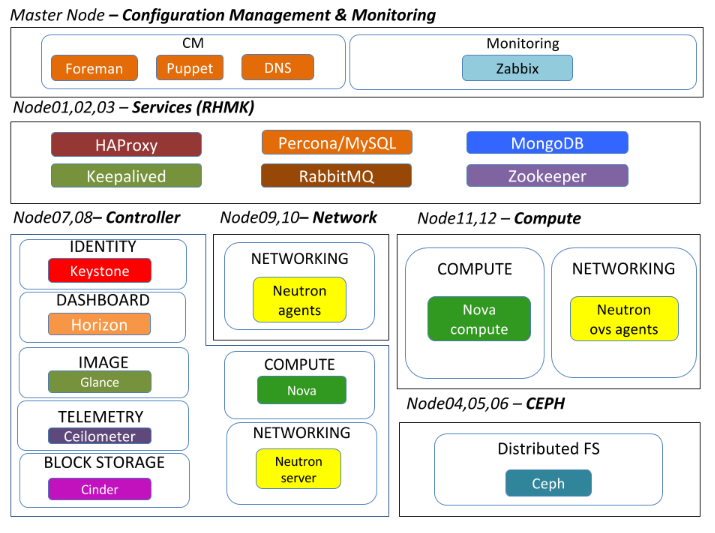 Master Node – Configuration Management & Monitoring
CM
Foreman
Puppet
DNS
Monitoring
Zabbix
Node01,02,03 – Services (RHMK)
HAProxy
Percona/MySQL
MongoDB
Keepalived
RabbitMQ
Zookeeper
Node07,08– Controller
IDENTITY
Keystone
DASHBOARD
Horizon
IMAGE
Glance
TELEMETRY
Ceilometer
BLOCK STORAGE
Cinder
COMPUTE
Nova
NETWORKING
Neutron
server
Node09,10– Network
NETWORKING
Neutron
agents
Node11,12 – Compute
COMPUTE
Nova
compute
NETWORKING
Neutron
ovs agents
Node04,05,06 – CEPH
Distributed FS
Ceph